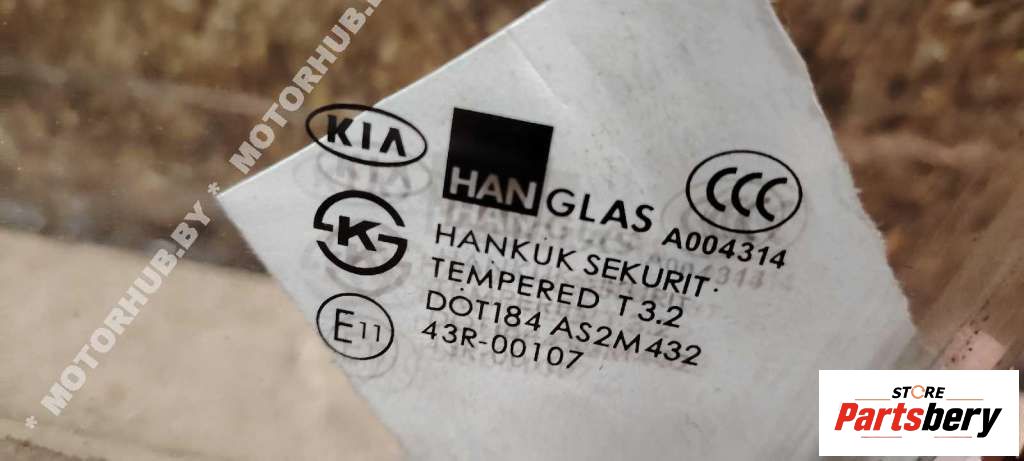 * MOTORHUB.BY * MOTORHUB.BY
KIA
HANGLAS
CCC
A004314
K
HANKUK SEKURIT.
TEMPERED T 3.2
E11
DOT184 AS2M432
43R-00107
STORE
Partsbery